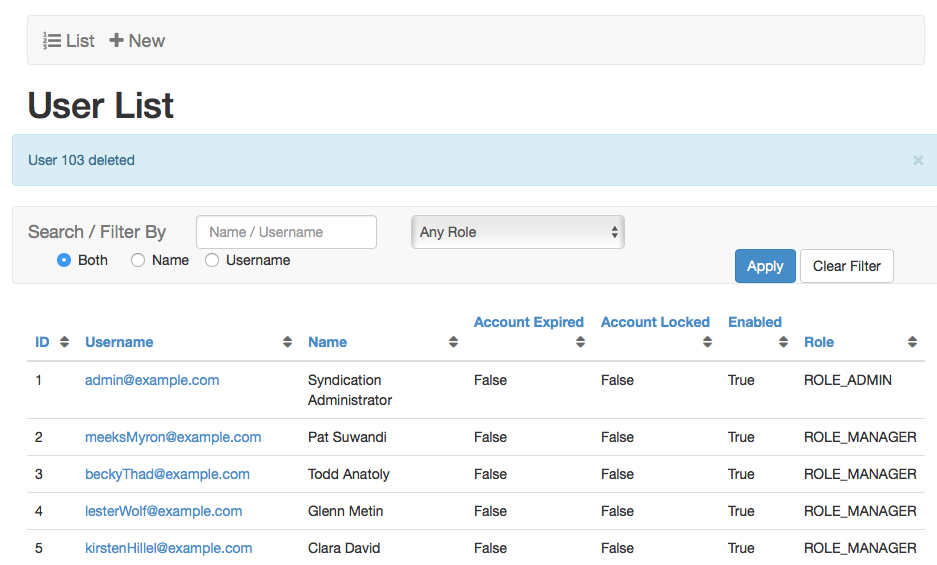 List New
User List
User 103 deleted ×
Search / Filter By Name / Username Any Role
Both Name Username
Apply Clear Filter
Account Expired Account Locked Enabled
ID Username Name Role
1 admin@example.com Syndication False False True ROLE_ADMIN
Administrator
2 meeksMyron@example.com Pat Suwandi False False True ROLE_MANAGER
3 beckyThad@example.com Todd Anatoly False False True ROLE_MANAGER
4 lesterWolf@example.com Glenn Metin False False True ROLE_MANAGER
5 kirstenHillel@example.com Clara David False False True ROLE_MANAGER